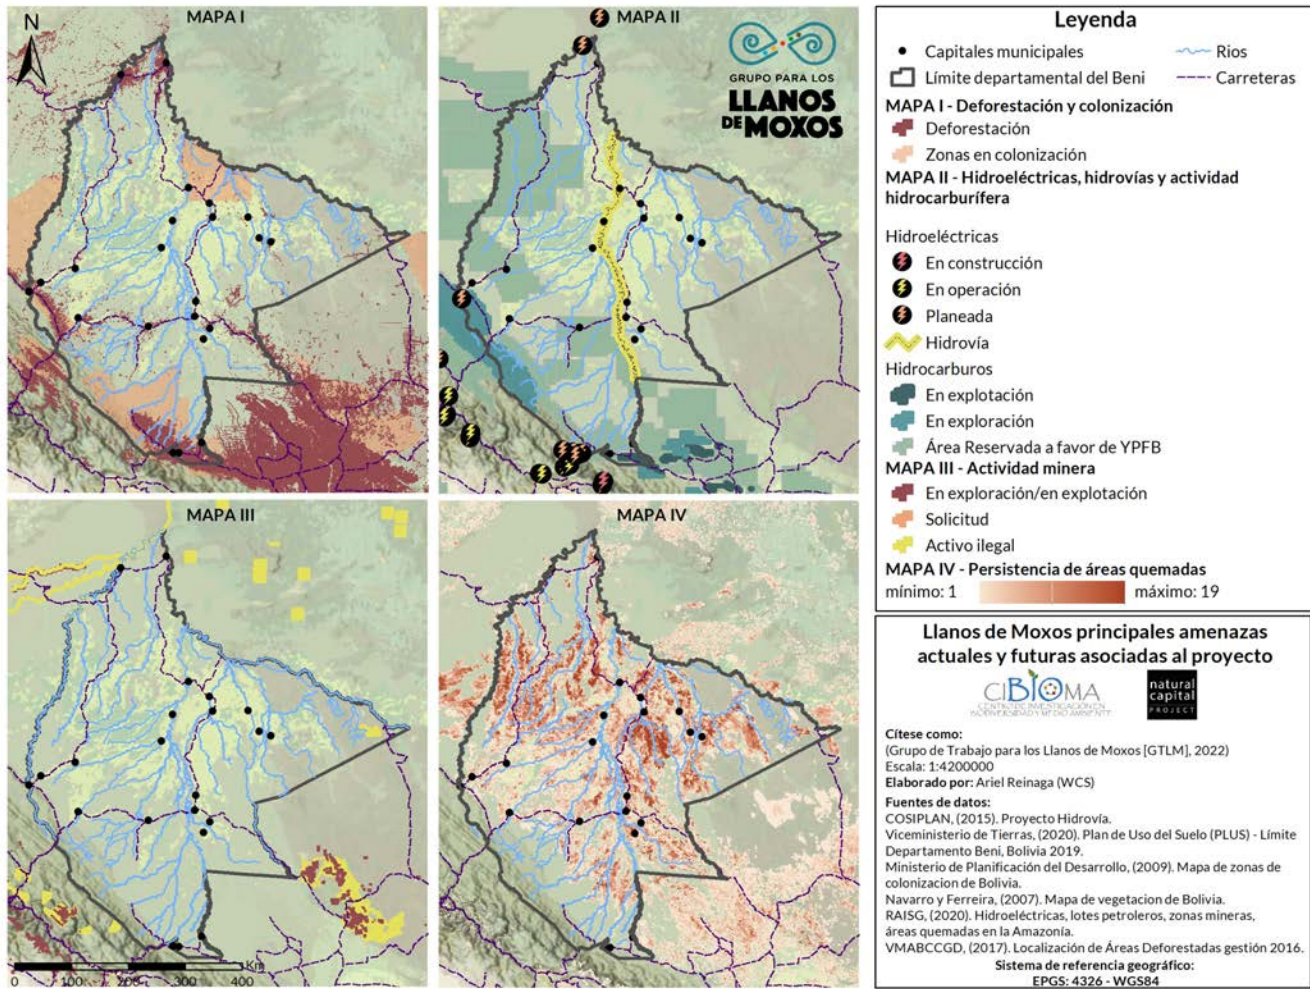 MAPA I
N
MAPA II
GRUPO PARA LOS
LLANOS
DE MOXOS
Leyenda
Capitales municipales
Rios
Límite departamental del Beni
Carreteras
MAPA I - Deforestación y colonización
Deforestación
Zonas en colonización
MAPA II - Hidroeléctricas, hidrovías y actividad
hidrocarburífera
Hidroeléctricas
En construcción
En operación
Planeada
Hidrovía
Hidrocarburos
En explotación
En exploración
Área Reservada a favor de YPFB
MAPA III - Actividad minera
En exploración/en explotación
Solicitud
Activo ilegal
MAPA IV - Persistencia de áreas quemadas
mínimo: 1
máximo: 19
MAPA III
MAPA IV
0 100 200 300 400 Km
Llanos de Moxos principales amenazas
actuales y futuras asociadas al proyecto
CIBIOMA
CENTRO DE INVESTIGACIÓN EN
BIODIVERSIDAD Y MEDIO AMBIENTE
natural
capital
PROJECT
Cítese como:
(Grupo de Trabajo para los Llanos de Moxos [GTLM], 2022)
Escala: 1:4200000
Elaborado por: Ariel Reinaga (WCS)
Fuentes de datos:
COSIPLAN, (2015). Proyecto Hidrovía.
Viceministerio de Tierras, (2020). Plan de Uso del Suelo (PLUS) - Límite
Departamento Beni, Bolivia 2019.
Ministerio de Planificación del Desarrollo, (2009). Mapa de zonas de
colonizacion de Bolivia.
Navarro y Ferreira, (2007). Mapa de vegetacion de Bolivia.
RAISG, (2020). Hidroeléctricas, lotes petroleros, zonas mineras,
áreas quemadas en la Amazonía.
VMABCCGD, (2017). Localización de Áreas Deforestadas gestión 2016.
Sistema de referencia geográfico:
EPGS: 4326 - WGS84